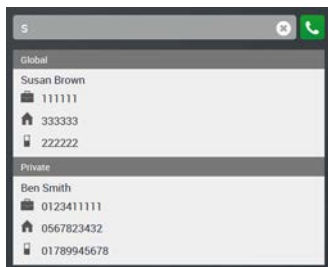 s
Global
Susan Brown
111111
333333
222222
Private
Ben Smith
0123411111
0567823432
01789945678